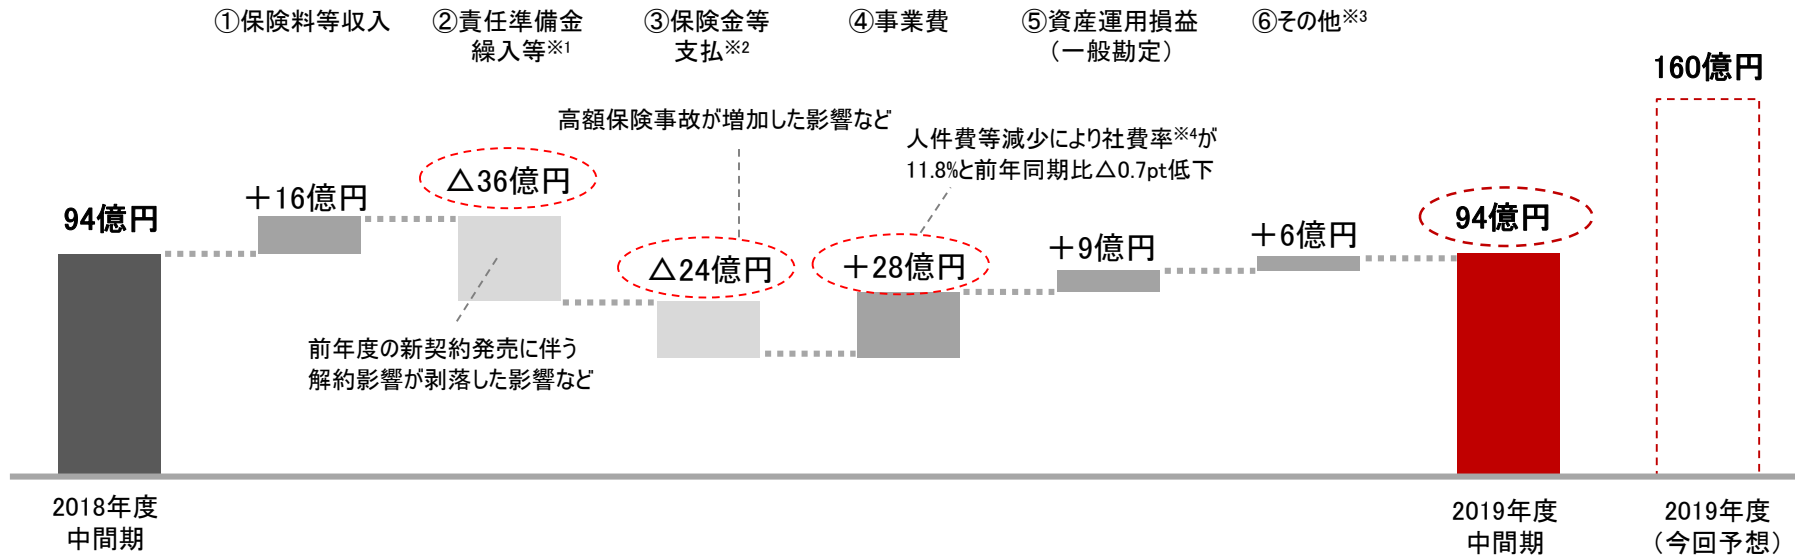 ①保険料等収入
②責任準備金
繰入等※1
③保険金等
支払※2
④事業費
⑤資産運用損益
（一般勘定）
⑥その他※3
160億円
高額保険事故が増加した影響など
人件費等減少により社費率※4が
11.8%と前年同期比△0.7pt低下
94億円
＋16億円
△36億円
△24億円
＋28億円
＋9億円
＋6億円
94億円
前年度の新契約発売に伴う
解約影響が剥落した影響など
2018年度
中間期
2019年度
中間期
2019年度
（今回予想）